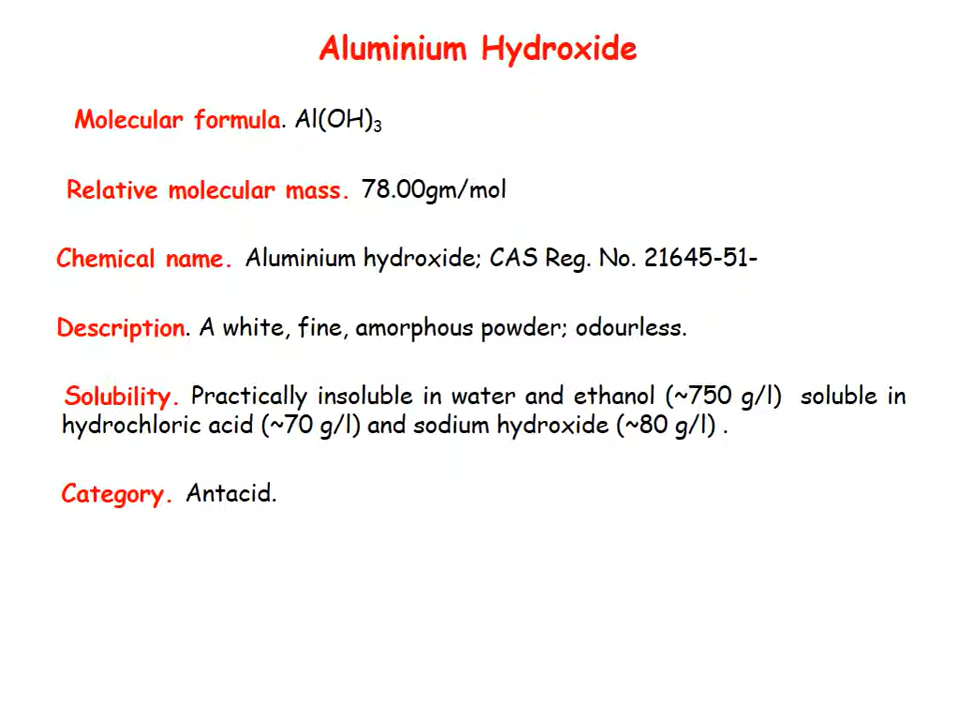 Aluminium Hydroxide
Molecular formula. Al(OH)₃
Relative molecular mass. 78.00gm/mol
Chemical name. Aluminium hydroxide; CAS Reg. No. 21645-51-
Description. A white, fine, amorphous powder; odourless.
Solubility. Practically insoluble in water and ethanol (~750 g/l) soluble in
hydrochloric acid (~70 g/l) and sodium hydroxide (~80 g/l) .
Category. Antacid.